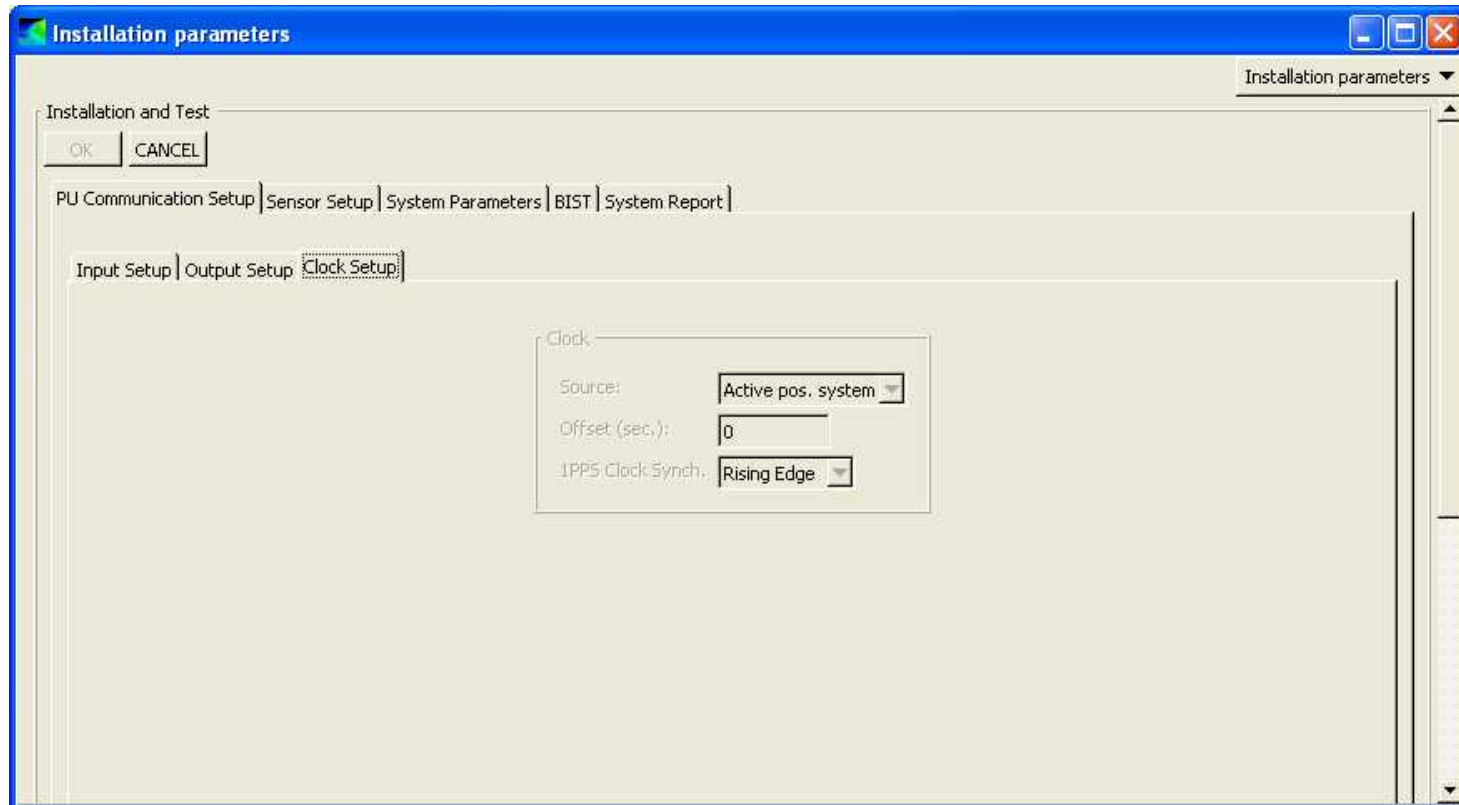 Installation parameters
Installation parameters
Installation and Test
OK CANCEL
PU Communication Setup Sensor Setup System Parameters BIST System Report
Input Setup Output Setup Clock Setup
Clock
Source: Active pos. system
Offset (sec.): 0
1PPS Clock Synch. Rising Edge